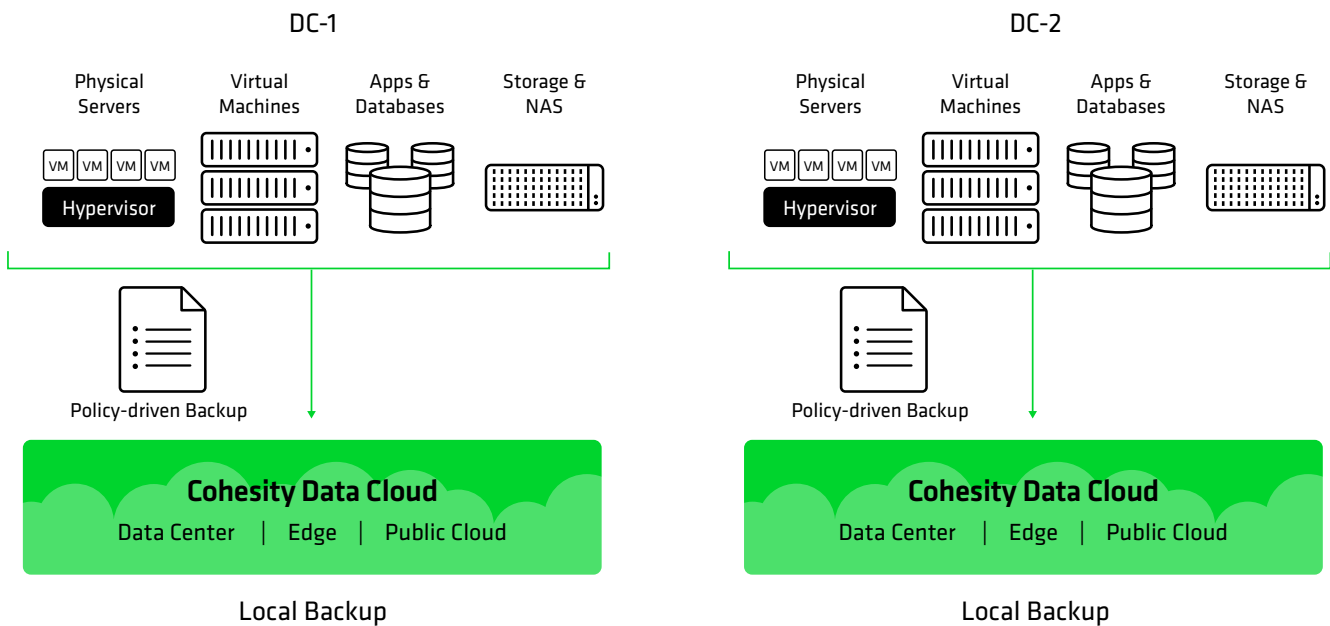 DC-1
Physical
Servers
Virtual
Machines
Apps &
Databases
Storage &
NAS
VM VM VM VM
Hypervisor
Policy-driven Backup
Cohesity Data Cloud
Data Center | Edge | Public Cloud
Local Backup
DC-2
Physical
Servers
Virtual
Machines
Apps &
Databases
Storage &
NAS
VM VM VM VM
Hypervisor
Policy-driven Backup
Cohesity Data Cloud
Data Center | Edge | Public Cloud
Local Backup